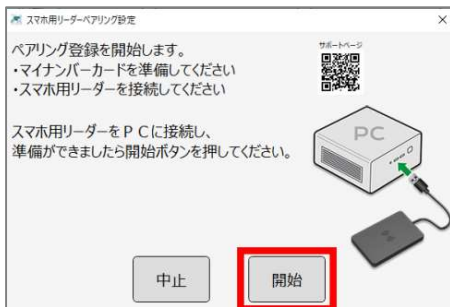 スマホ用リーダーペアリング設定
ペアリング登録を開始します。
サポートページ
・マイナンバーカードを準備してください
・スマホ用リーダーを接続してください
スマホ用リーダーをＰＣに接続し、
準備ができましたら開始ボタンを押してください。
PC
中止
開始